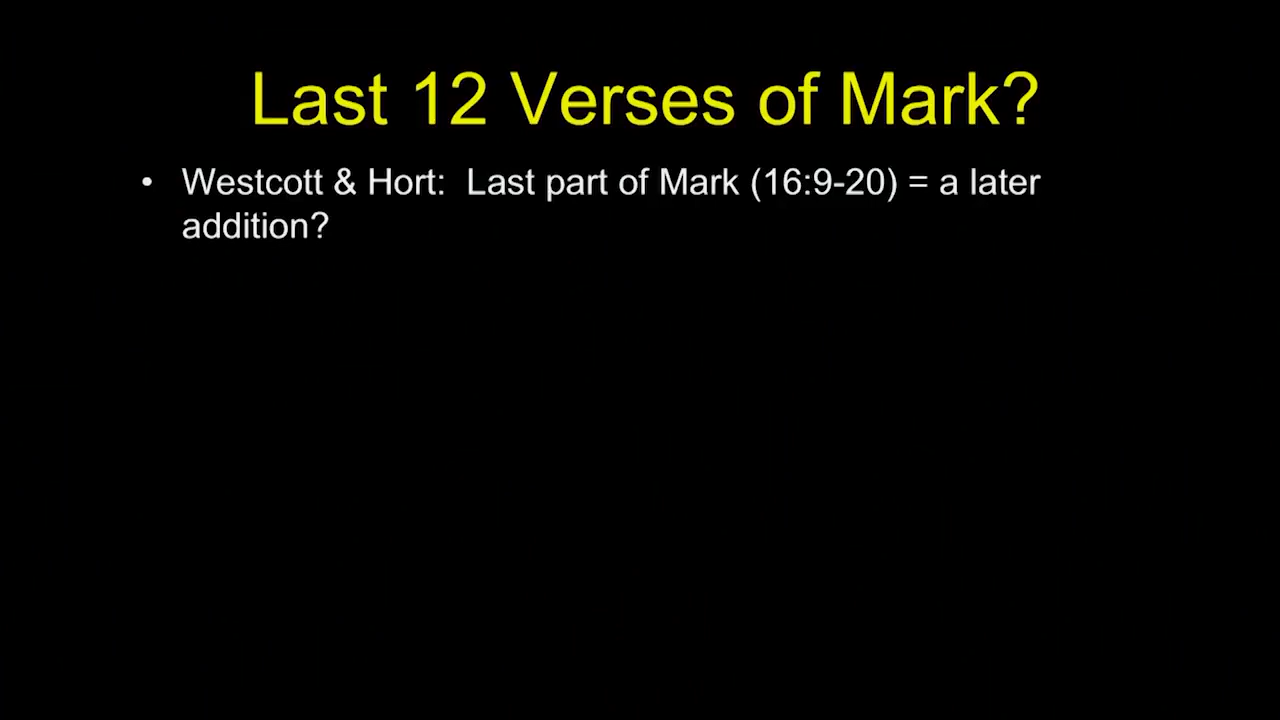 Last 12 Verses of Mark?
• Westcott & Hort:  Last part of Mark (16:9-20) = a later
addition?